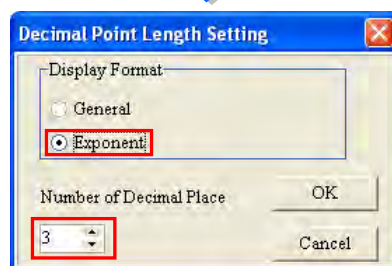 Decimal Point Length Setting
Display Format
General
Exponent
Number of Decimal Place
OK
3
Cancel